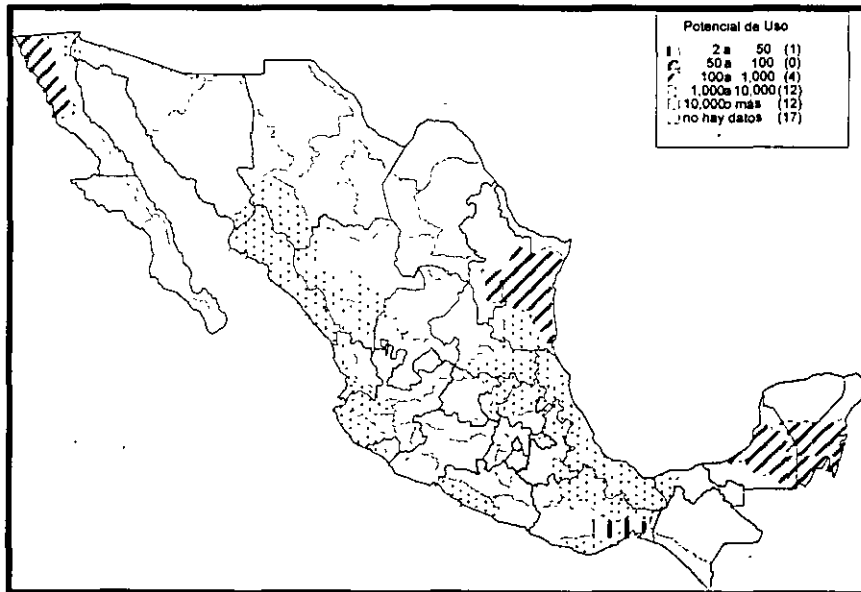 Potencial de Uso
2 a 50 (1)
50 a 100 (0)
100 a 1,000 (4)
1,000 a 10,000 (12)
10,000 o más (12)
no hay datos (17)